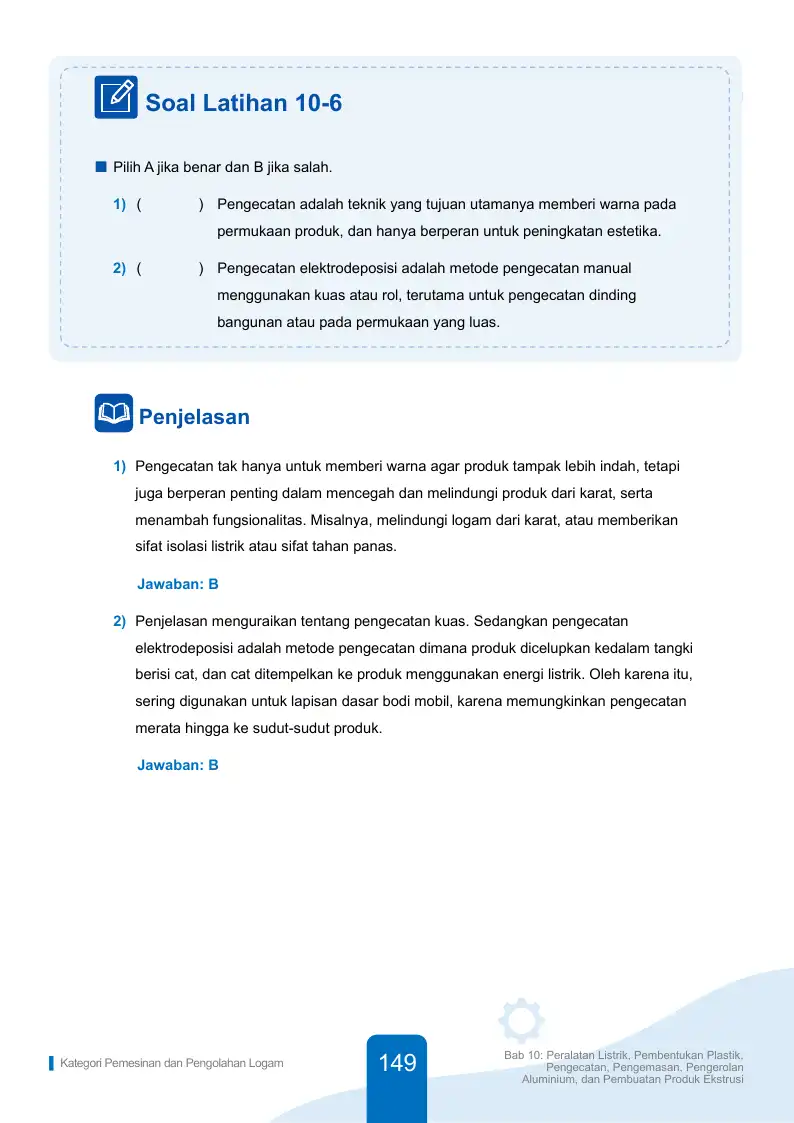 Soal Latihan 10-6
■ Pilih A jika benar dan B jika salah.
1) ( ) Pengecatan adalah teknik yang tujuan utamanya memberi warna pada
permukaan produk, dan hanya berperan untuk peningkatan estetika.
2) ( ) Pengecatan elektrodeposisi adalah metode pengecatan manual
menggunakan kuas atau rol, terutama untuk pengecatan dinding
bangunan atau pada permukaan yang luas.
Penjelasan
1) Pengecatan tak hanya untuk memberi warna agar produk tampak lebih indah, tetapi
juga berperan penting dalam mencegah dan melindungi produk dari karat, serta
menambah fungsionalitas. Misalnya, melindungi logam dari karat, atau memberikan
sifat isolasi listrik atau sifat tahan panas.
Jawaban: B
2) Penjelasan menguraikan tentang pengecatan kuas. Sedangkan pengecatan
elektrodeposisi adalah metode pengecatan dimana produk dicelupkan kedalam tangki
berisi cat, dan cat ditempelkan ke produk menggunakan energi listrik. Oleh karena itu,
sering digunakan untuk lapisan dasar bodi mobil, karena memungkinkan pengecatan
merata hingga ke sudut-sudut produk.
Jawaban: B
Kategori Pemesinan dan Pengolahan Logam
149
Bab 10: Peralatan Listrik, Pembentukan Plastik,
Pengecatan, Pengemasan, Pengerolan
Aluminium, dan Pembuatan Produk Ekstrusi